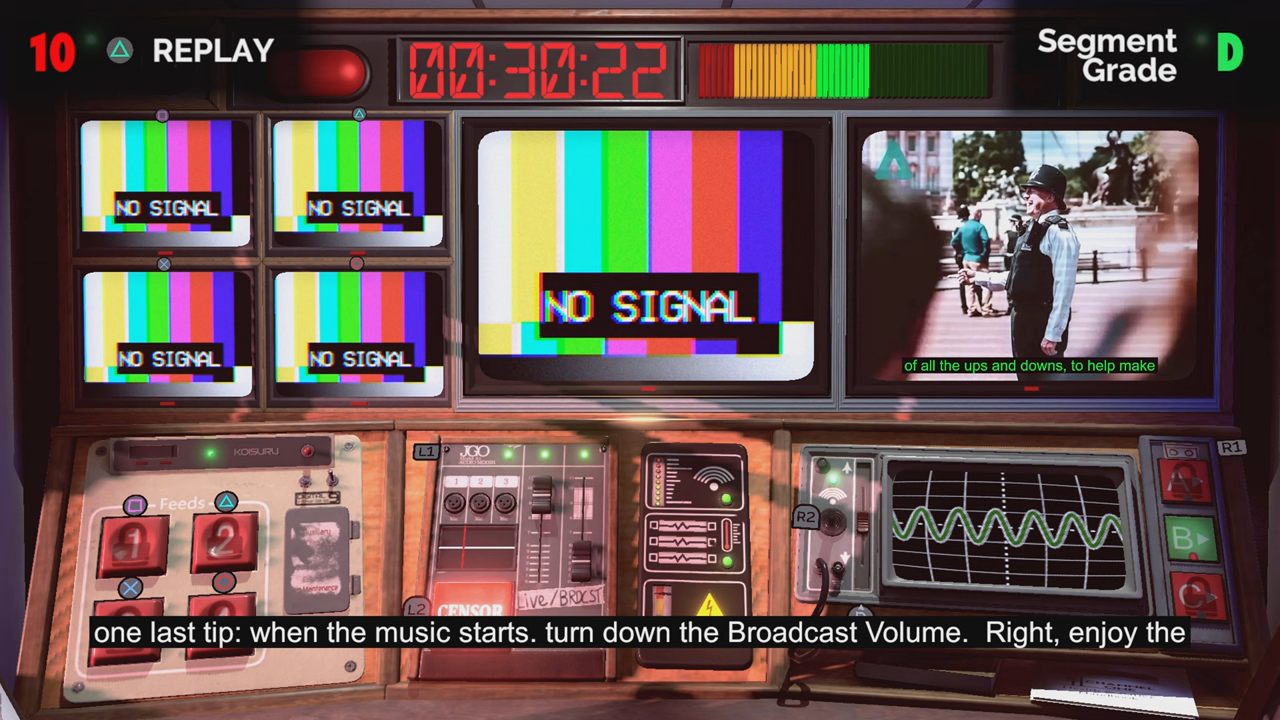 10 REPLAY
00:30:22
Segment
Grade D
NO SIGNAL
NO SIGNAL
NO SIGNAL
NO SIGNAL
NO SIGNAL
of all the ups and downs, to help make
KOISURU
L1
JGO
R1
Feeds
1 2
1 2 3
R2
A
B
C
L2
CENSOR
Live/BRDCST
one last tip: when the music starts. turn down the Broadcast Volume.  Right, enjoy the